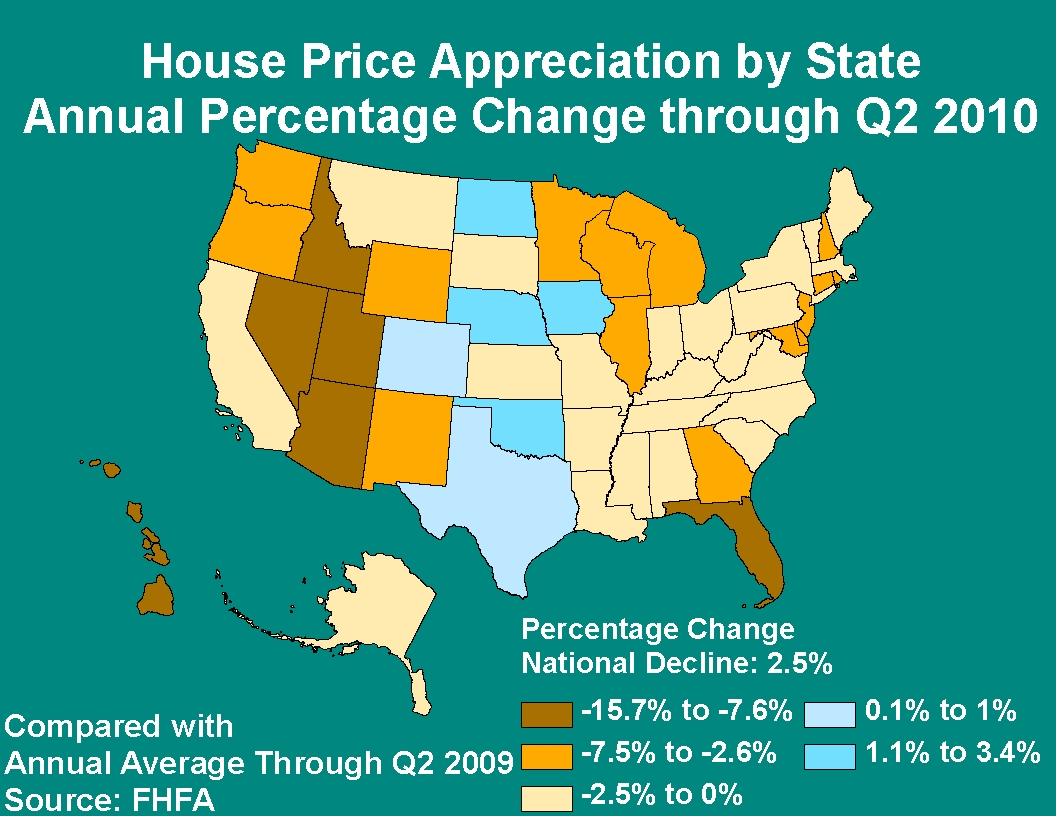 House Price Appreciation by State
Annual Percentage Change through Q2 2010
Percentage Change
National Decline: 2.5%
-15.7% to -7.6%
-7.5% to -2.6%
-2.5% to 0%
0.1% to 1%
1.1% to 3.4%
Compared with
Annual Average Through Q2 2009
Source: FHFA